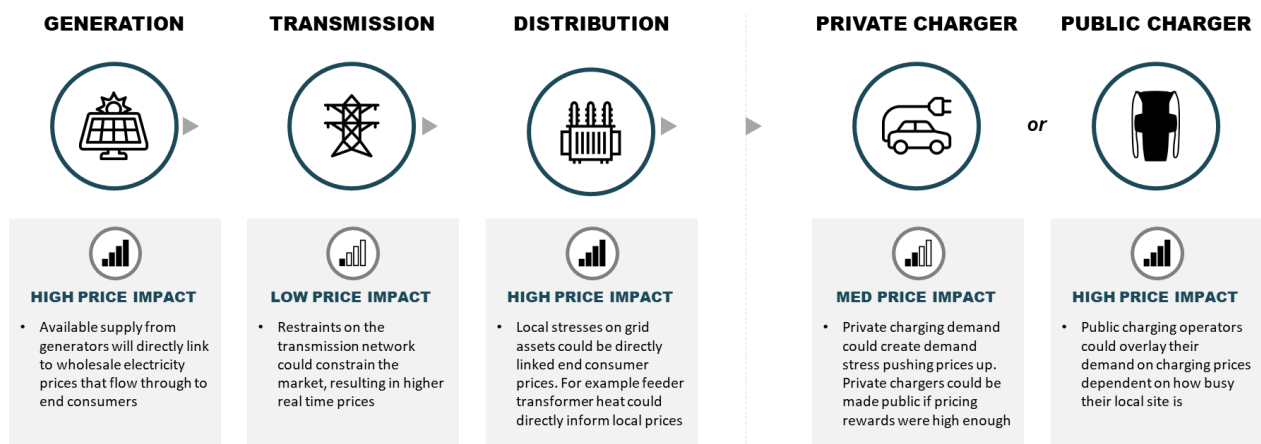 GENERATION
TRANSMISSION
DISTRIBUTION
PRIVATE CHARGER
PUBLIC CHARGER
or
HIGH PRICE IMPACT
• Available supply from
generators will directly link
to wholesale electricity
prices that flow through to
end consumers
LOW PRICE IMPACT
• Restraints on the
transmission network
could constrain the
market, resulting in higher
real time prices
HIGH PRICE IMPACT
• Local stresses on grid
assets could be directly
linked end consumer
prices. For example feeder
transformer heat could
directly inform local prices
MED PRICE IMPACT
• Private charging demand
could create demand
stress pushing prices up.
Private chargers could be
made public if pricing
rewards were high enough
HIGH PRICE IMPACT
• Public charging operators
could overlay their
demand on charging prices
dependent on how busy
their local site is